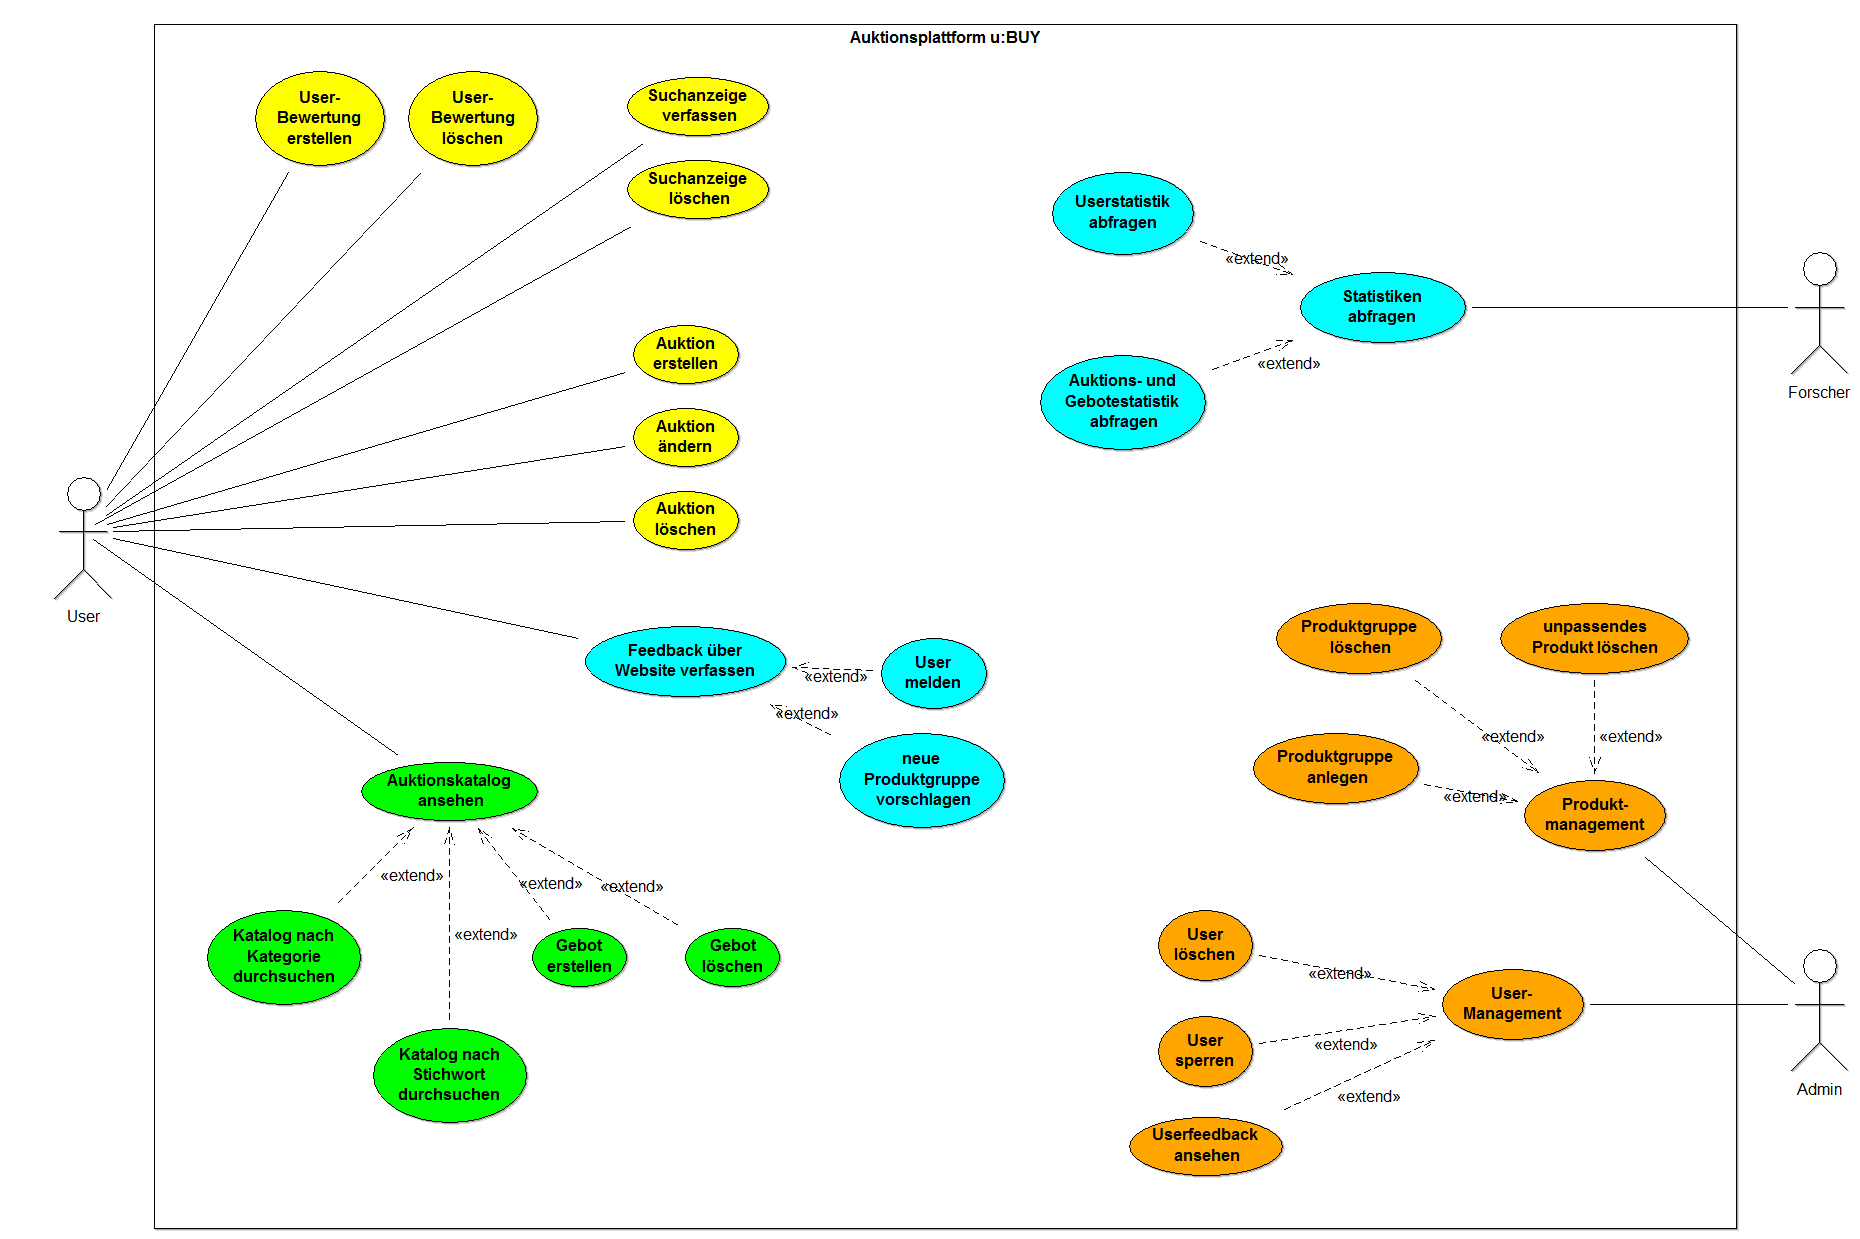 Auktionsplattform u:BUY
User-
Bewertung
erstellen
User-
Bewertung
löschen
Suchanzeige
verfassen
Suchanzeige
löschen
Auktion
erstellen
Auktion
ändern
Auktion
löschen
User
Feedback über
Website verfassen
«extend»
User
melden
«extend»
neue
Produktgruppe
vorschlagen
Auktionskatalog
ansehen
«extend»
«extend»
«extend»
«extend»
Katalog nach
Kategorie
durchsuchen
Katalog nach
Stichwort
durchsuchen
Gebot
erstellen
Gebot
löschen
Userstatistik
abfragen
«extend»
Statistiken
abfragen
«extend»
Auktions- und
Gebotestatistik
abfragen
Forscher
Produktgruppe
löschen
unpassendes
Produkt löschen
«extend»
«extend»
Produktgruppe
anlegen
«extend»
Produkt-
management
User
löschen
«extend»
User-
Management
User
sperren
«extend»
«extend»
Userfeedback
ansehen
Admin